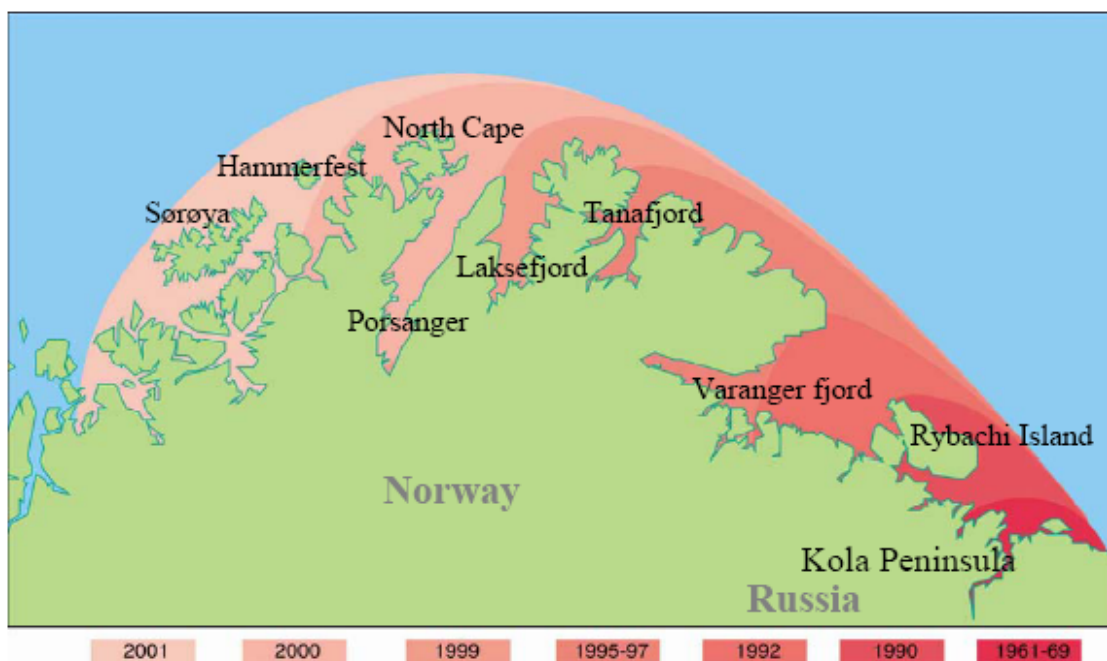 North Cape
Hammerfest
Sørøya
Tanafjord
Laksefjord
Porsanger
Varanger fjord
Rybachi Island
Norway
Kola Peninsula
Russia
2001 2000 1999 1995-97 1992 1990 1961-69